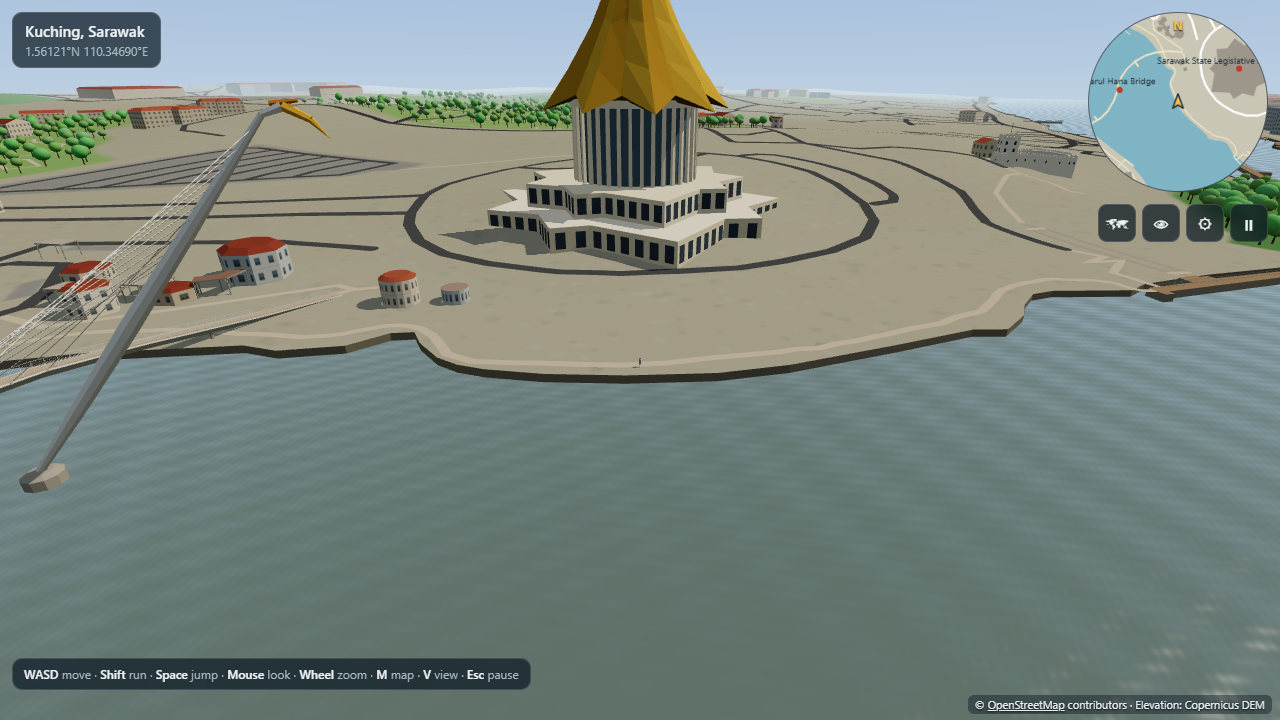 Kuching, Sarawak
1.56121°N 110.34690°E
N
Sarawak State Legislative
arul Hana Bridge
WASD move · Shift run · Space jump · Mouse look · Wheel zoom · M map · V view · Esc pause
© OpenStreetMap contributors · Elevation: Copernicus DEM